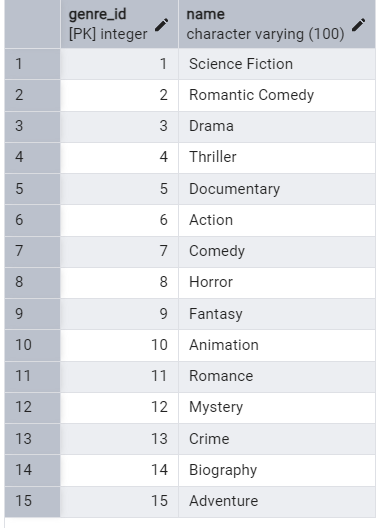 genre_id name
[PK] integer character varying (100)
1 1 Science Fiction
2 2 Romantic Comedy
3 3 Drama
4 4 Thriller
5 5 Documentary
6 6 Action
7 7 Comedy
8 8 Horror
9 9 Fantasy
10 10 Animation
11 11 Romance
12 12 Mystery
13 13 Crime
14 14 Biography
15 15 Adventure